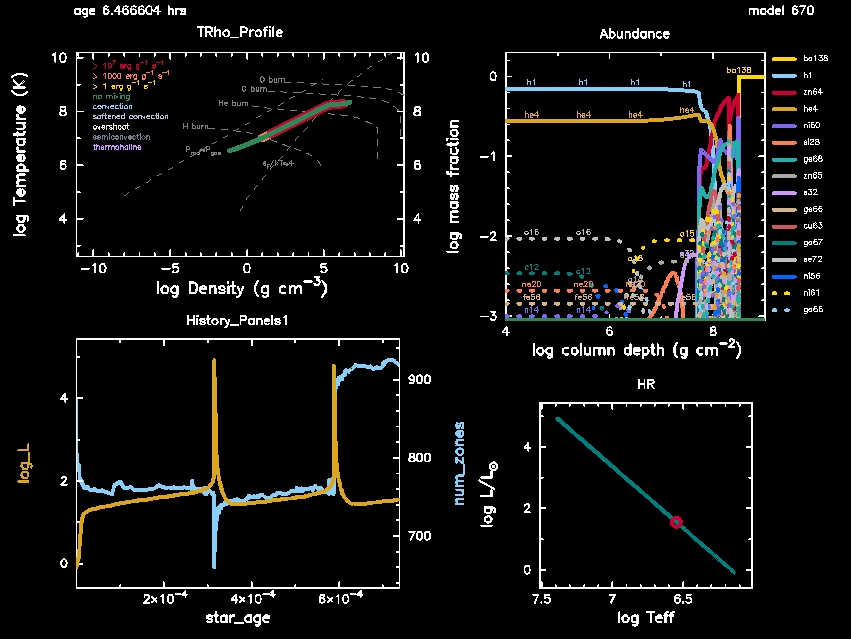 age 6.466604 hrs
model 670
TRho_Profile
log Temperature (K)
10
8
6
4
10
8
6
4
> 10⁷ erg g⁻¹ s⁻¹
> 1000 erg g⁻¹ s⁻¹
> 1 erg g⁻¹ s⁻¹
no mixing
convection
softened convection
overshoot
semiconvection
thermohaline
O burn
C burn
He burn
H burn
−10
−5
0
5
10
log Density (g cm⁻³)
Abundance
log mass fraction
0
−1
−2
−3
ba138
h1 h1 h1 h1
he4 he4 he4 he4
o16 o16
c12 c12
ne20 ne20
fe56 fe56
n14 n14
o15
4
6
8
log column depth (g cm⁻²)
ba138
h1
zn64
he4
ni60
si28
ge68
zn65
s32
ge66
cu63
ga67
se72
ni56
ni61
ga66
History_Panels1
log_L
4
2
0
900
800
700
num_zones
2×10⁻⁴
4×10⁻⁴
6×10⁻⁴
star_age
HR
log L/L☉
4
2
0
7.5
7
6.5
log Teff